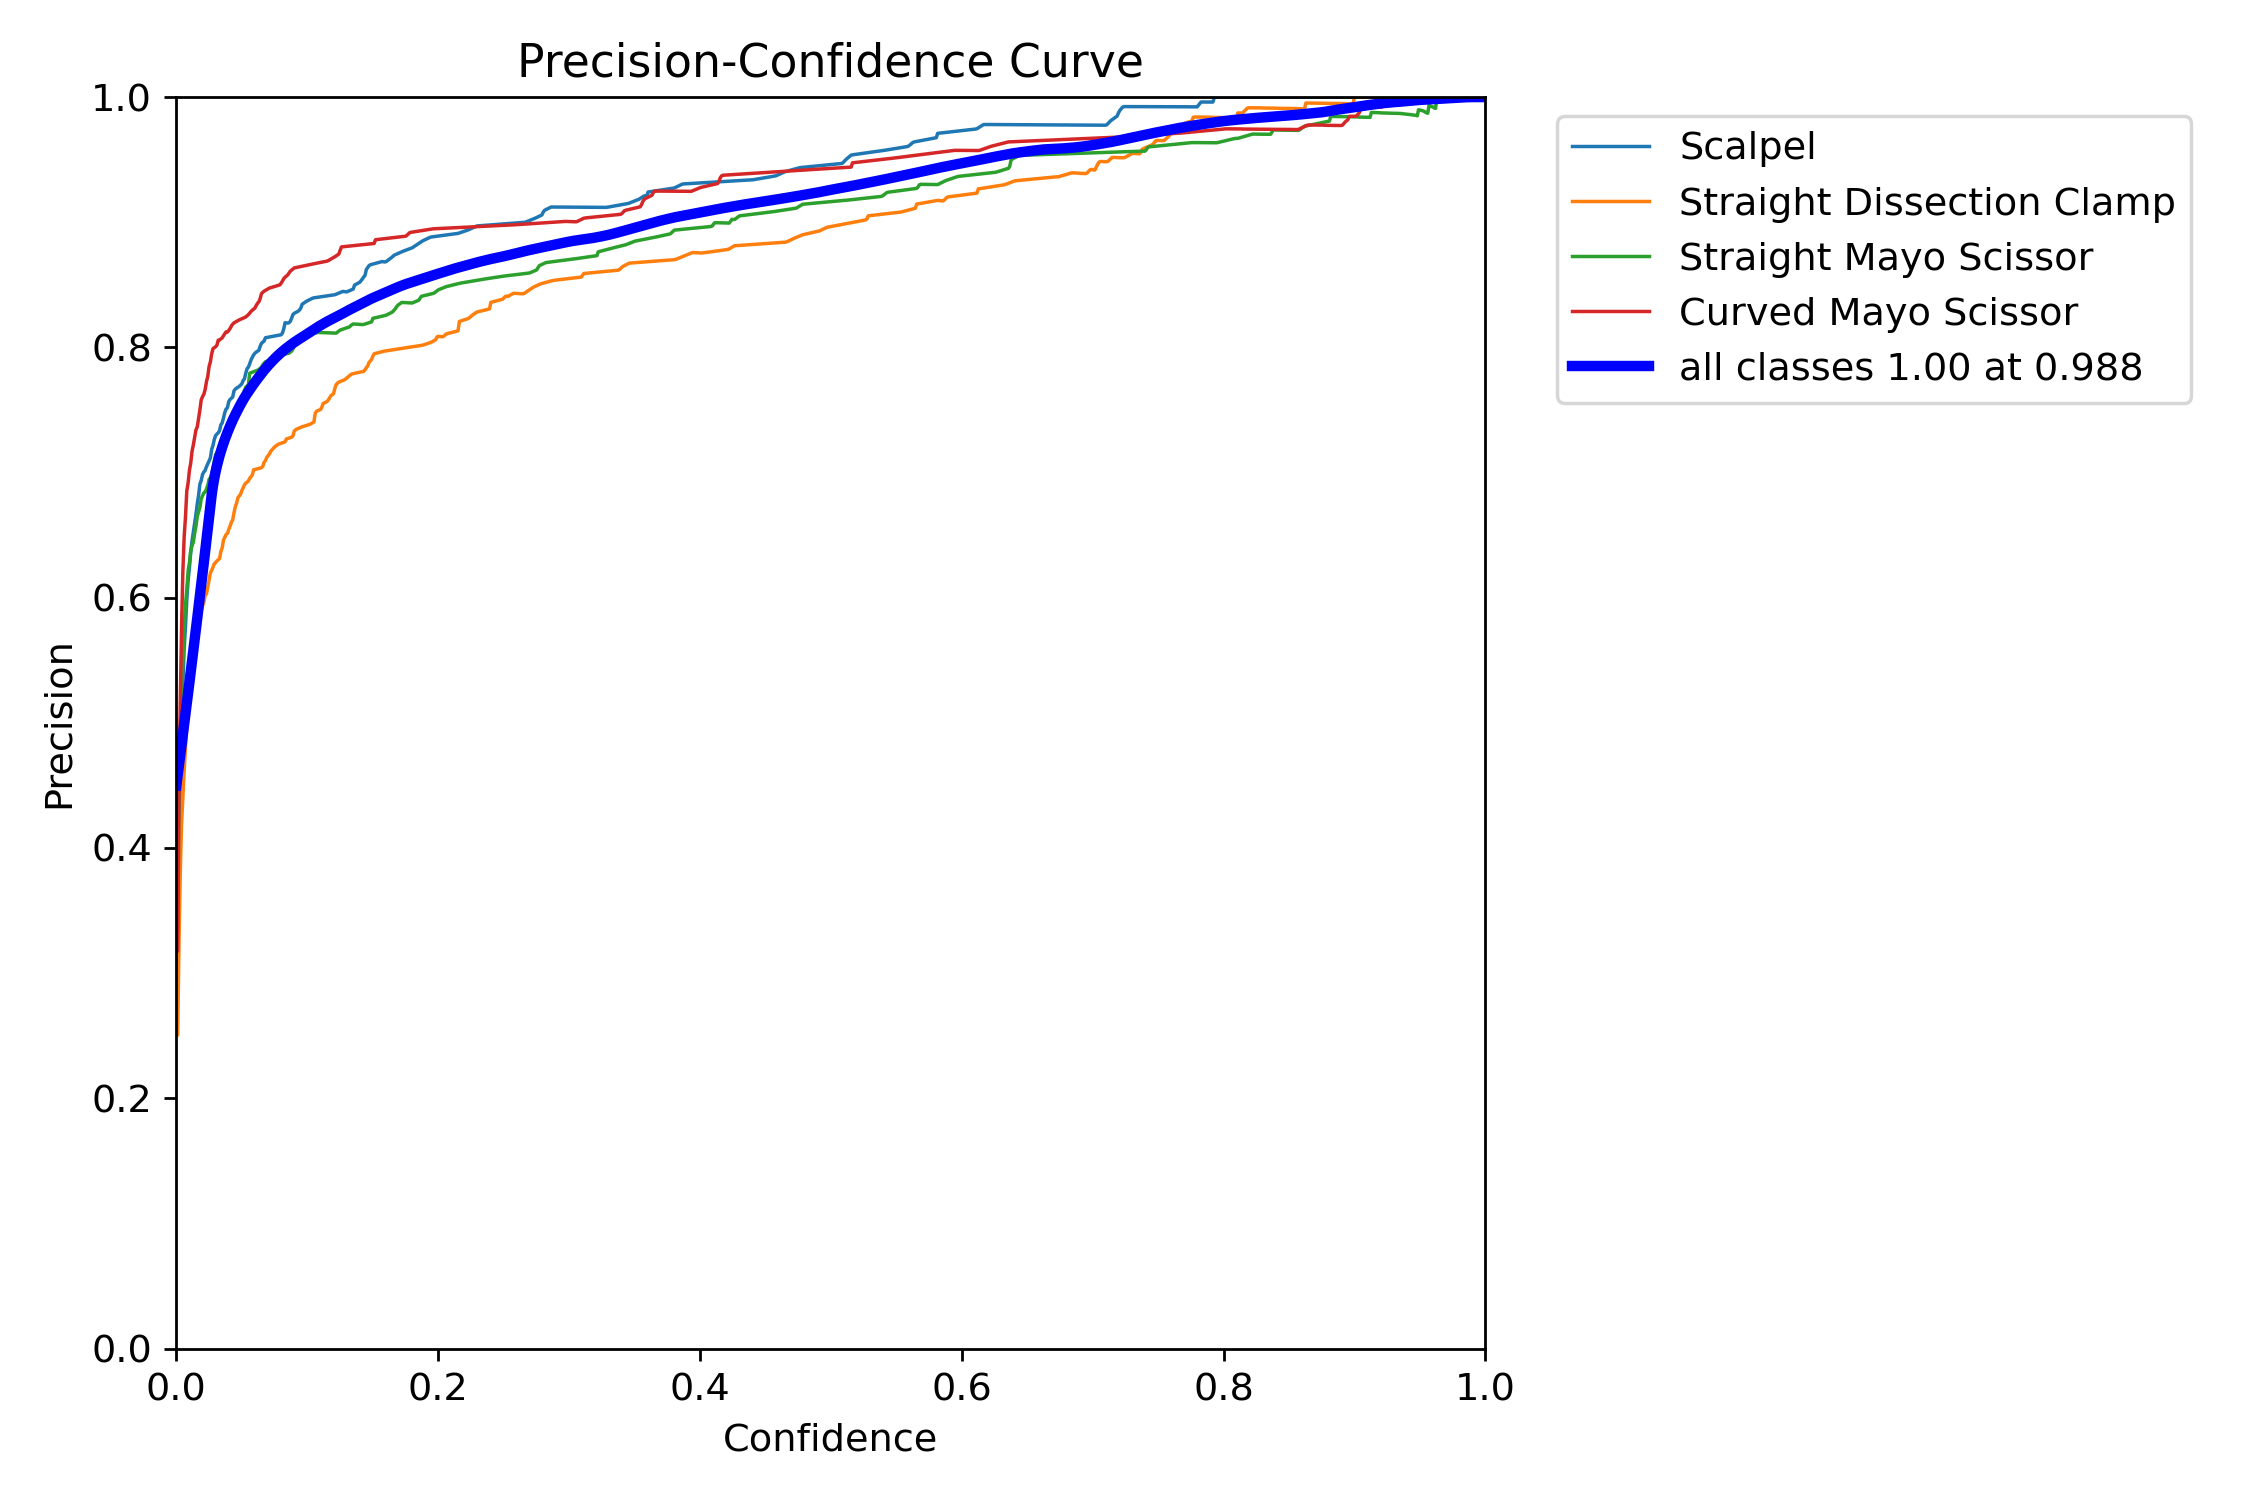 Precision-Confidence Curve
1.0
0.8
0.6
0.4
0.2
0.0
Precision
0.0 0.2 0.4 0.6 0.8 1.0
Confidence
Scalpel
Straight Dissection Clamp
Straight Mayo Scissor
Curved Mayo Scissor
all classes 1.00 at 0.988